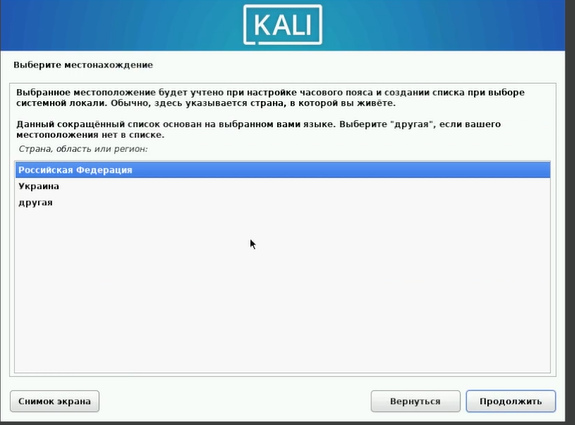 KALI
Выберите местонахождение
Выбранное местоположение будет учтено при настройке часового пояса и создании списка при выборе
системной локали. Обычно, здесь указывается страна, в которой вы живёте.
Данный сокращённый список основан на выбранном вами языке. Выберите "другая", если вашего
местоположения нет в списке.
Страна, область или регион:
Российская Федерация
Украина
другая
Снимок экрана
Вернуться
Продолжить